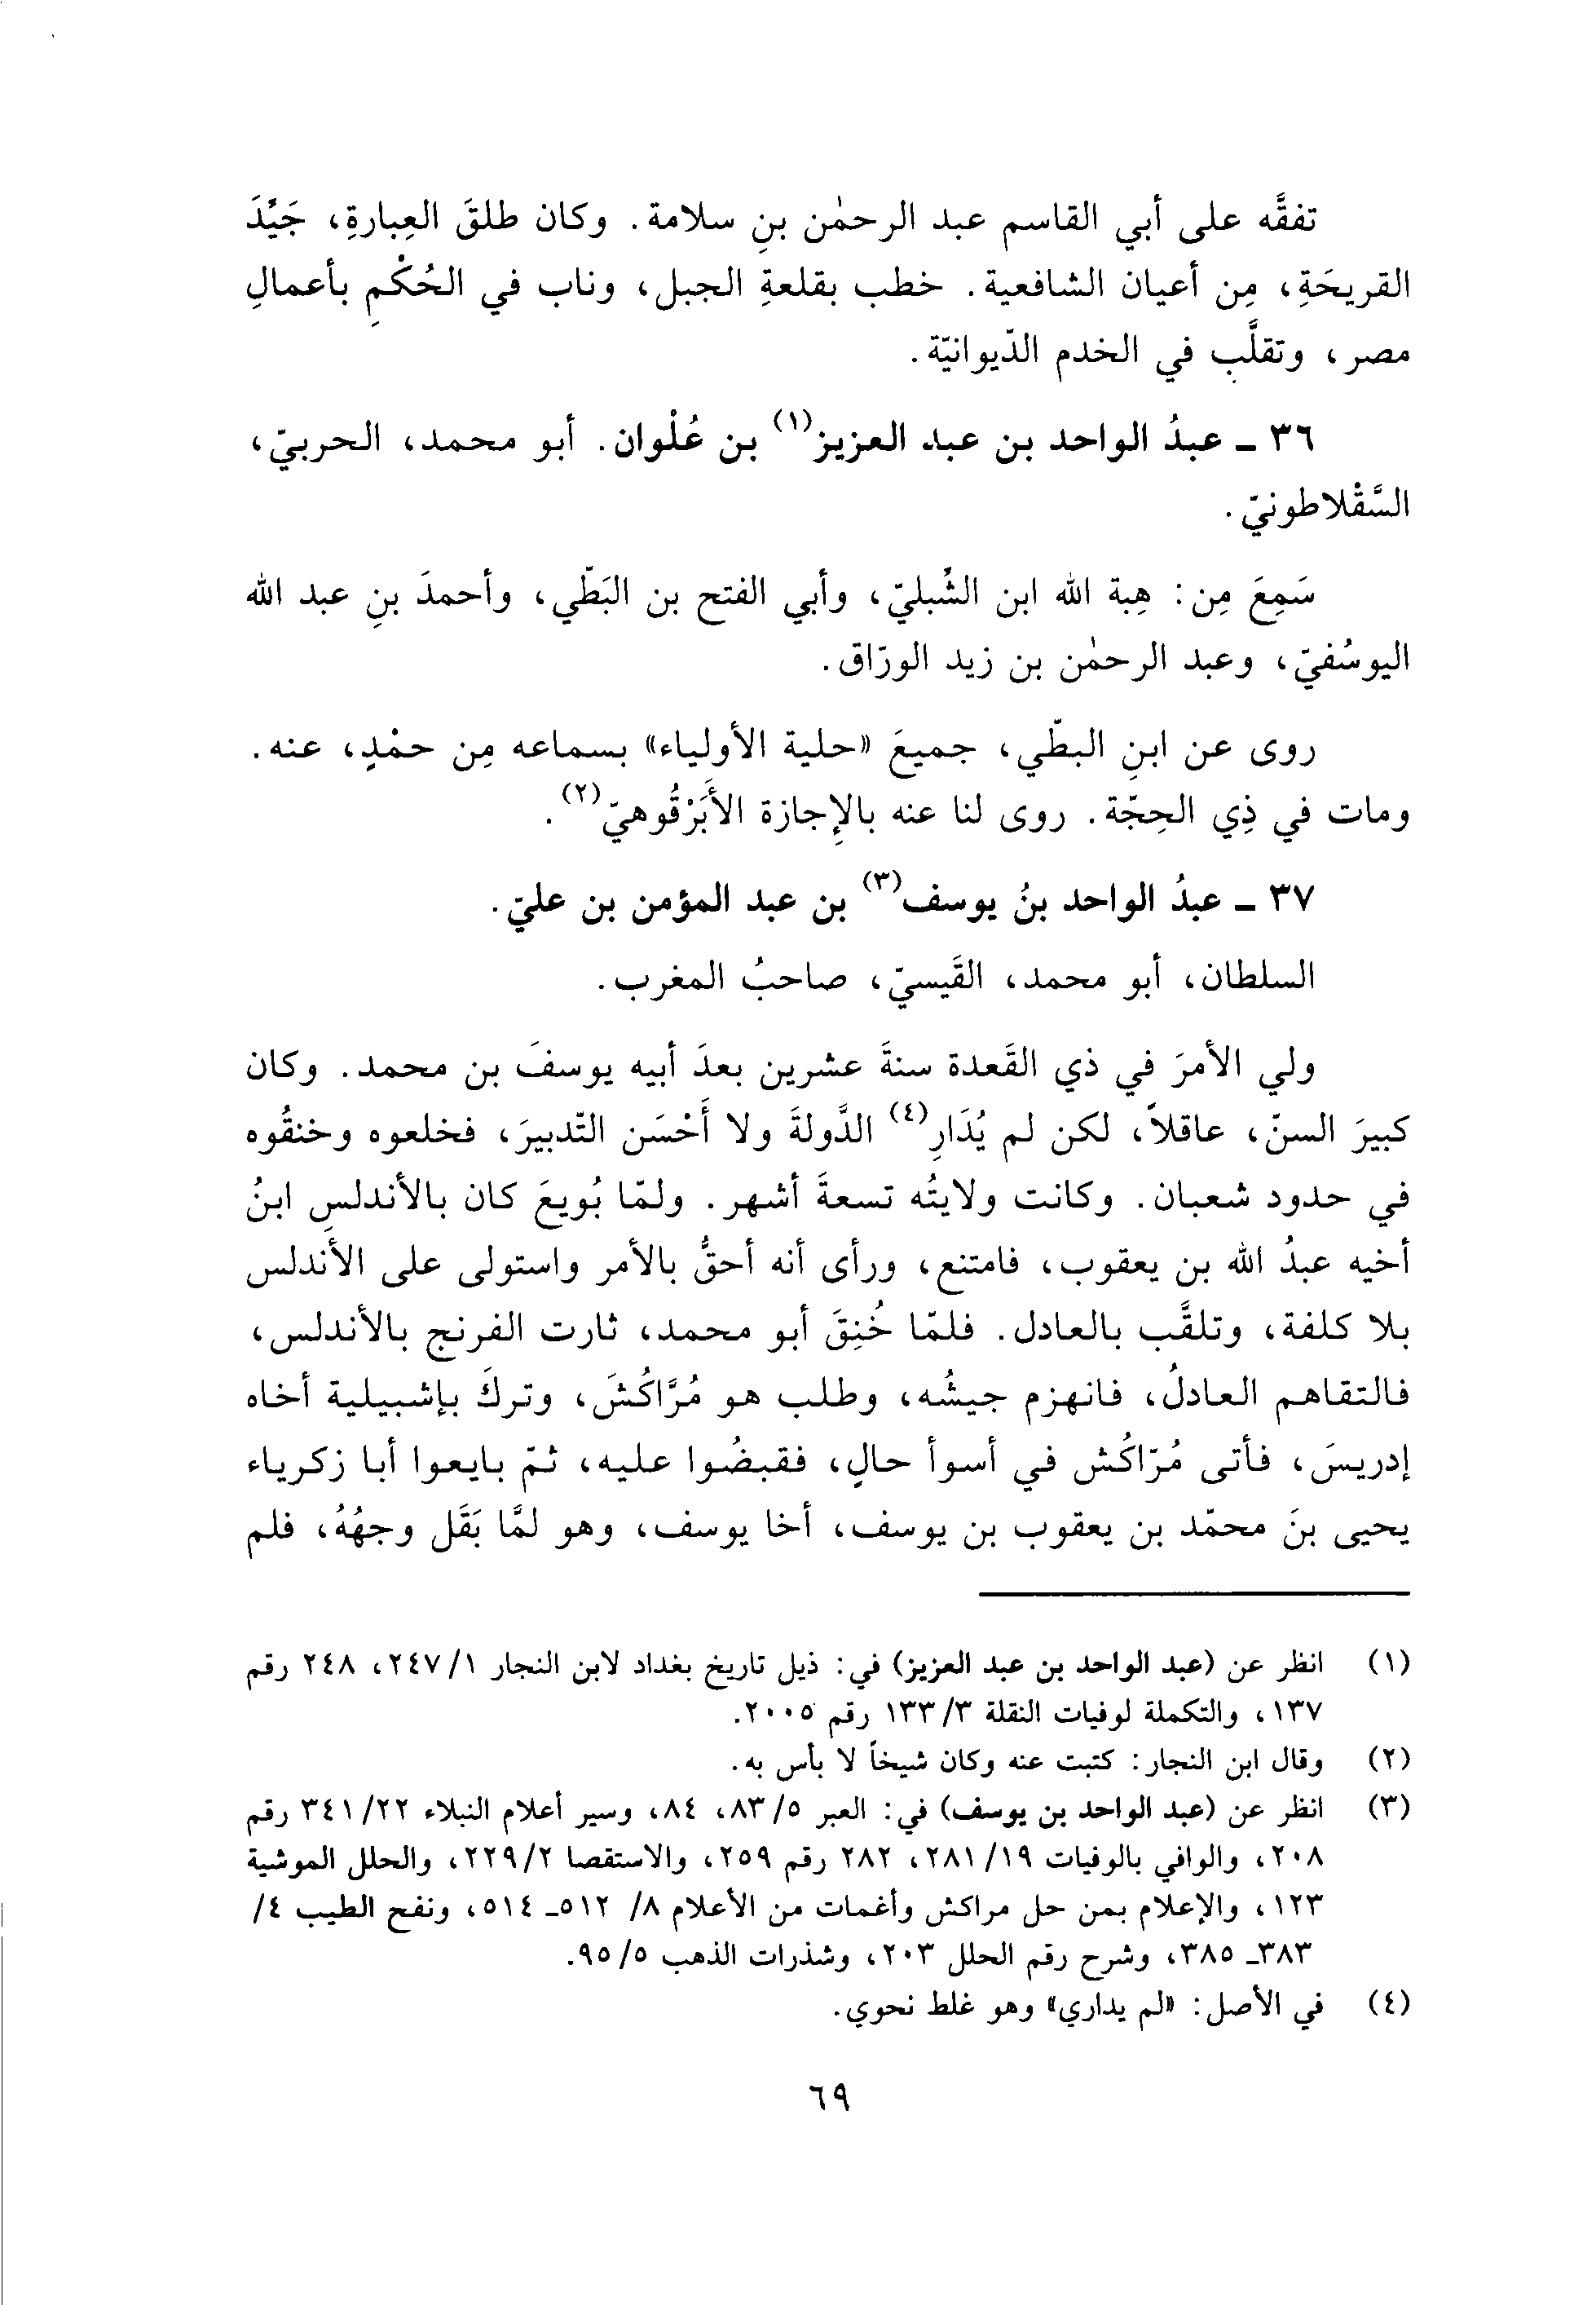 تفقَّه على أبي القاسم عبد الرحمٰن بنِ سلامة. وكان طلقَ العِبارةِ، جَيِّدَ
القريحَةِ، مِن أعيان الشافعية. خطب بقلعةِ الجبل، وناب في الحُكْمِ بأعمالِ
مصر، وتقلَّب في الخدم الدّيوانيّة.
٣٦ ـ عبدُ الواحد بن عبد العزيز(١) بن عُلْوان. أبو محمد، الحربيّ،
السَّقْلاطونيّ.
سَمِعَ مِن: هِبة الله ابن الشُبليّ، وأبي الفتح بن البَطّي، وأحمدَ بنِ عبد الله
اليوسُفيّ، وعبد الرحمٰن بن زيد الورّاق.
روى عن ابنِ البطّي، جميعَ «حلية الأولياء» بسماعه مِن حمْدٍ، عنه.
ومات في ذِي الحِجّة. روى لنا عنه بالإجازة الأَبَرْقُوهيّ(٢).
٣٧ ـ عبدُ الواحد بنُ يوسف(٣) بن عبد المؤمن بن عليّ.
السلطان، أبو محمد، القَيسيّ، صاحبُ المغرب.
ولي الأمرَ في ذي القَعدة سنةَ عشرين بعدَ أبيه يوسفَ بن محمد. وكان
كبيرَ السنّ، عاقلاً، لكن لم يُدَارِ(٤) الدَّولةَ ولا أَحْسَن التّدبيرَ، فخلعوه وخنقُوه
في حدود شعبان. وكانت ولايتُه تسعةَ أشهر. ولمّا بُويعَ كان بالأندلسِ ابنُ
أخيه عبدُ الله بن يعقوب، فامتنع، ورأى أنه أحقُّ بالأمر واستولى على الأندلس
بلا كلفة، وتلقَّب بالعادل. فلمّا خُنِقَ أبو محمد، ثارت الفرنج بالأندلس،
فالتقاهم العادلُ، فانهزم جيشُه، وطلب هو مُرَّاكُشَ، وتركَ بإشبيلية أخاه
إدريسَ، فأتى مُرّاكُش في أسوأ حالٍ، فقبضُوا عليه، ثمّ بايعوا أبا زكرياء
يحيى بنَ محمّد بن يعقوب بن يوسف، أخا يوسف، وهو لمَّا بَقَل وجهُهُ، فلم
(١) انظر عن (عبد الواحد بن عبد العزيز) في: ذيل تاريخ بغداد لابن النجار ١/ ٢٤٧، ٢٤٨ رقم
١٣٧، والتكملة لوفيات النقلة ٣/ ١٣٣ رقم ٢٠٠٥.
(٢) وقال ابن النجار: كتبت عنه وكان شيخاً لا بأس به.
(٣) انظر عن (عبد الواحد بن يوسف) في: العبر ٥/ ٨٣، ٨٤، وسير أعلام النبلاء ٢٢/ ٣٤١ رقم
٢٠٨، والوافي بالوفيات ١٩/ ٢٨١، ٢٨٢ رقم ٢٥٩، والاستقصا ٢/ ٢٢٩، والحلل الموشية
١٢٣، والإعلام بمن حل مراكش وأغمات من الأعلام ٨/ ٥١٢ـ ٥١٤، ونفح الطيب ٤/
٣٨٣ـ ٣٨٥، وشرح رقم الحلل ٢٠٣، وشذرات الذهب ٥/ ٩٥.
(٤) في الأصل: «لم يداري» وهو غلط نحوي.
٦٩